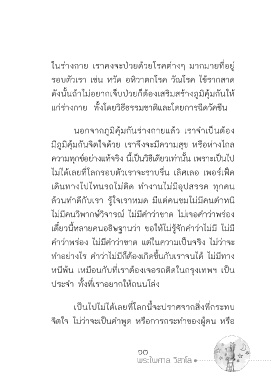 ในร่างกาย เราคงจะป่วยด้วยโรคต่างๆ มากมายที่อยู่
รอบตัวเรา เช่น หวัด อหิวาตกโรค วัณโรค ไข้รากสาด
ดังนั้นถ้าไม่อยากเจ็บป่วยก็ต้องเสริมสร้างภูมิคุ้มกันให้
แก่ร่างกาย ทั้งโดยวิธีธรรมชาติและโดยการฉีดวัคซีน
นอกจากภูมิคุ้มกันร่างกายแล้ว เราจำเป็นต้อง
มีภูมิคุ้มกันจิตใจด้วย เราจึงจะมีความสุข หรือห่างไกล
ความทุกข์อย่างแท้จริง นี้เป็นวิธีเดียวเท่านั้น เพราะเป็นไป
ไม่ได้เลยที่โลกรอบตัวเราจะราบรื่น เลิศเลอ เพอร์เฟ็ค
เดินทางไปไหนรถไม่ติด ทำงานไม่มีอุปสรรค ทุกคน
ล้วนทำดีกับเรา รู้ใจเราหมด มีแต่คนชมไม่มีคนตำหนิ
ไม่มีคนวิพากษ์วิจารณ์ ไม่มีคำว่าขาด ไม่เจอคำว่าพร่อง
เดี๋ยวนี้หลายคนอธิษฐานว่า ขอให้ไม่รู้จักคำว่าไม่มี ไม่มี
คำว่าพร่อง ไม่มีคำว่าขาด แต่ในความเป็นจริง ไม่ว่าจะ
ทำอย่างไร คำว่าไม่มีก็ต้องเกิดขึ้นกับเราจนได้ ไม่มีทาง
หนีพ้น เหมือนกับที่เราต้องเจอรถติดในกรุงเทพฯ เป็น
ประจำ ทั้งที่เราอยากให้ถนนโล่ง
เป็นไปไม่ได้เลยที่โลกนี้จะปราศจากสิ่งที่กระทบ
จิตใจ ไม่ว่าจะเป็นคำพูด หรือการกระทำของผู้คน หรือ
พระไพศาล วิสาโล